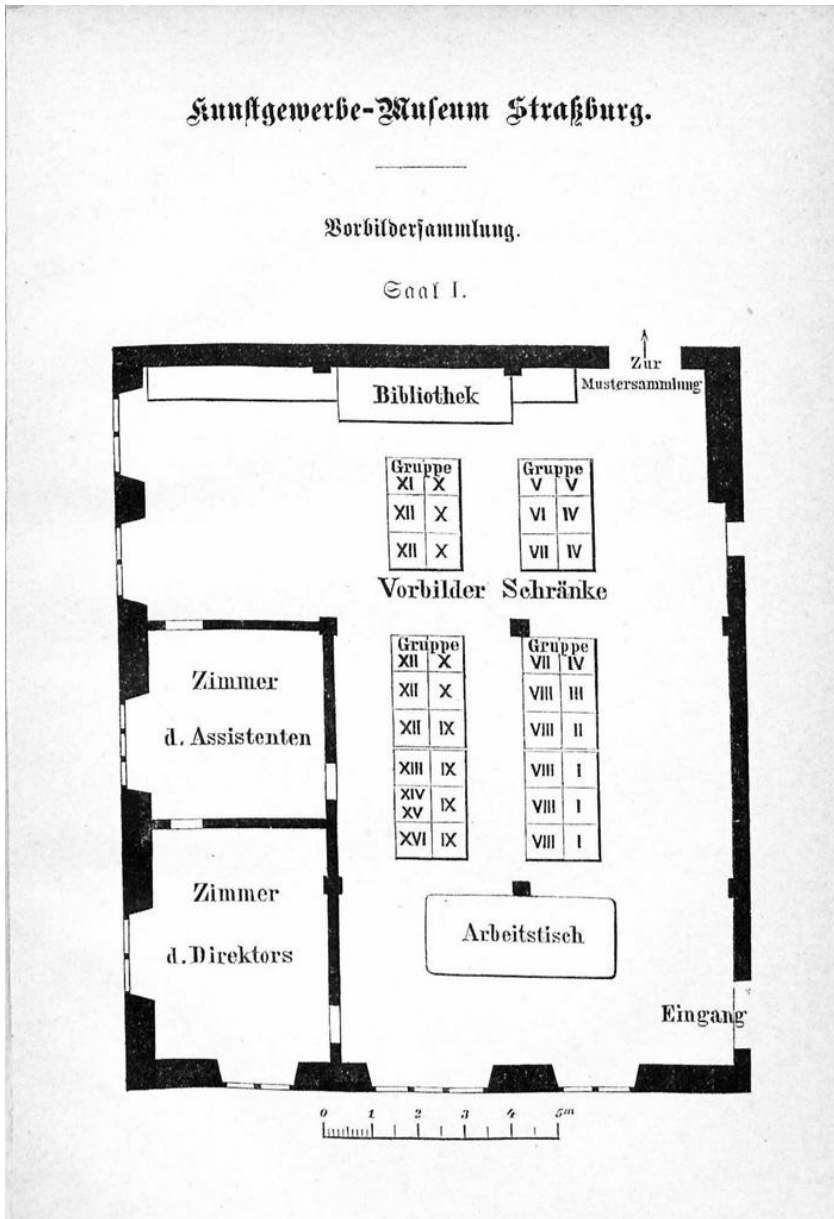 Kunstgewerbe-Museum Straßburg.
Vorbildersammlung.
Saal I.
Zur
Mustersammlung
Bibliothek
Gruppe
XI X
XII X
XII X
Gruppe
V V
VI IV
VII IV
Vorbilder Schränke
Gruppe
XII X
XII X
XII IX
XIII IX
XIV
XV IX
XVI IX
Gruppe
VII IV
VIII III
VIII II
VIII I
VIII I
VIII I
Zimmer
d. Assistenten
Zimmer
d. Direktors
Arbeitstisch
Eingang
0 1 2 3 4 5m